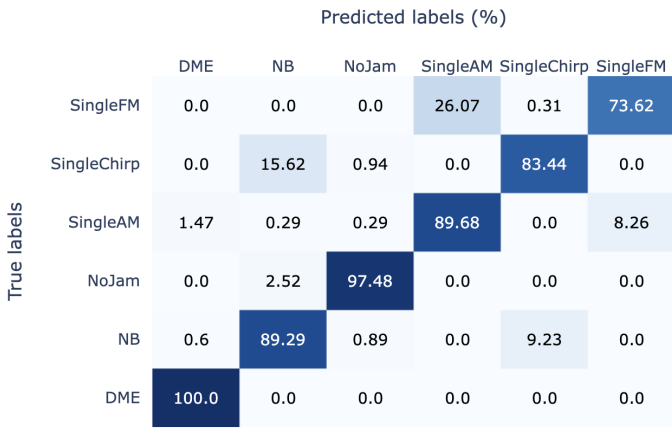 Predicted labels (%)
DME NB NoJam SingleAM SingleChirp SingleFM
SingleFM 0.0 0.0 0.0 26.07 0.31 73.62
SingleChirp 0.0 15.62 0.94 0.0 83.44 0.0
SingleAM 1.47 0.29 0.29 89.68 0.0 8.26
NoJam 0.0 2.52 97.48 0.0 0.0 0.0
NB 0.6 89.29 0.89 0.0 9.23 0.0
DME 100.0 0.0 0.0 0.0 0.0 0.0
True labels